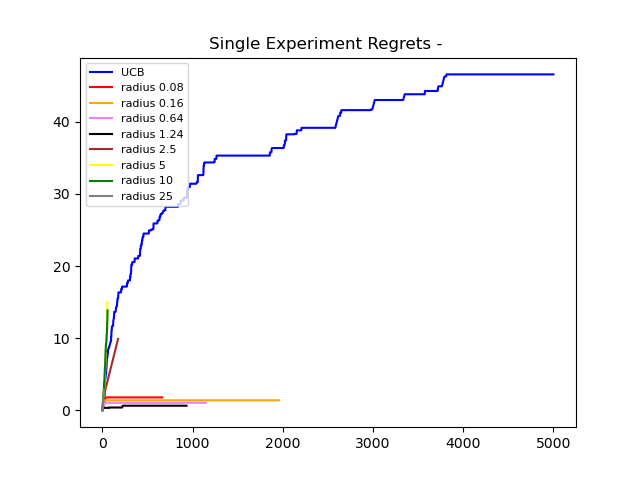 Single Experiment Regrets -
UCB
radius 0.08
radius 0.16
radius 0.64
radius 1.24
radius 2.5
radius 5
radius 10
radius 25
40
30
20
10
0
0 1000 2000 3000 4000 5000